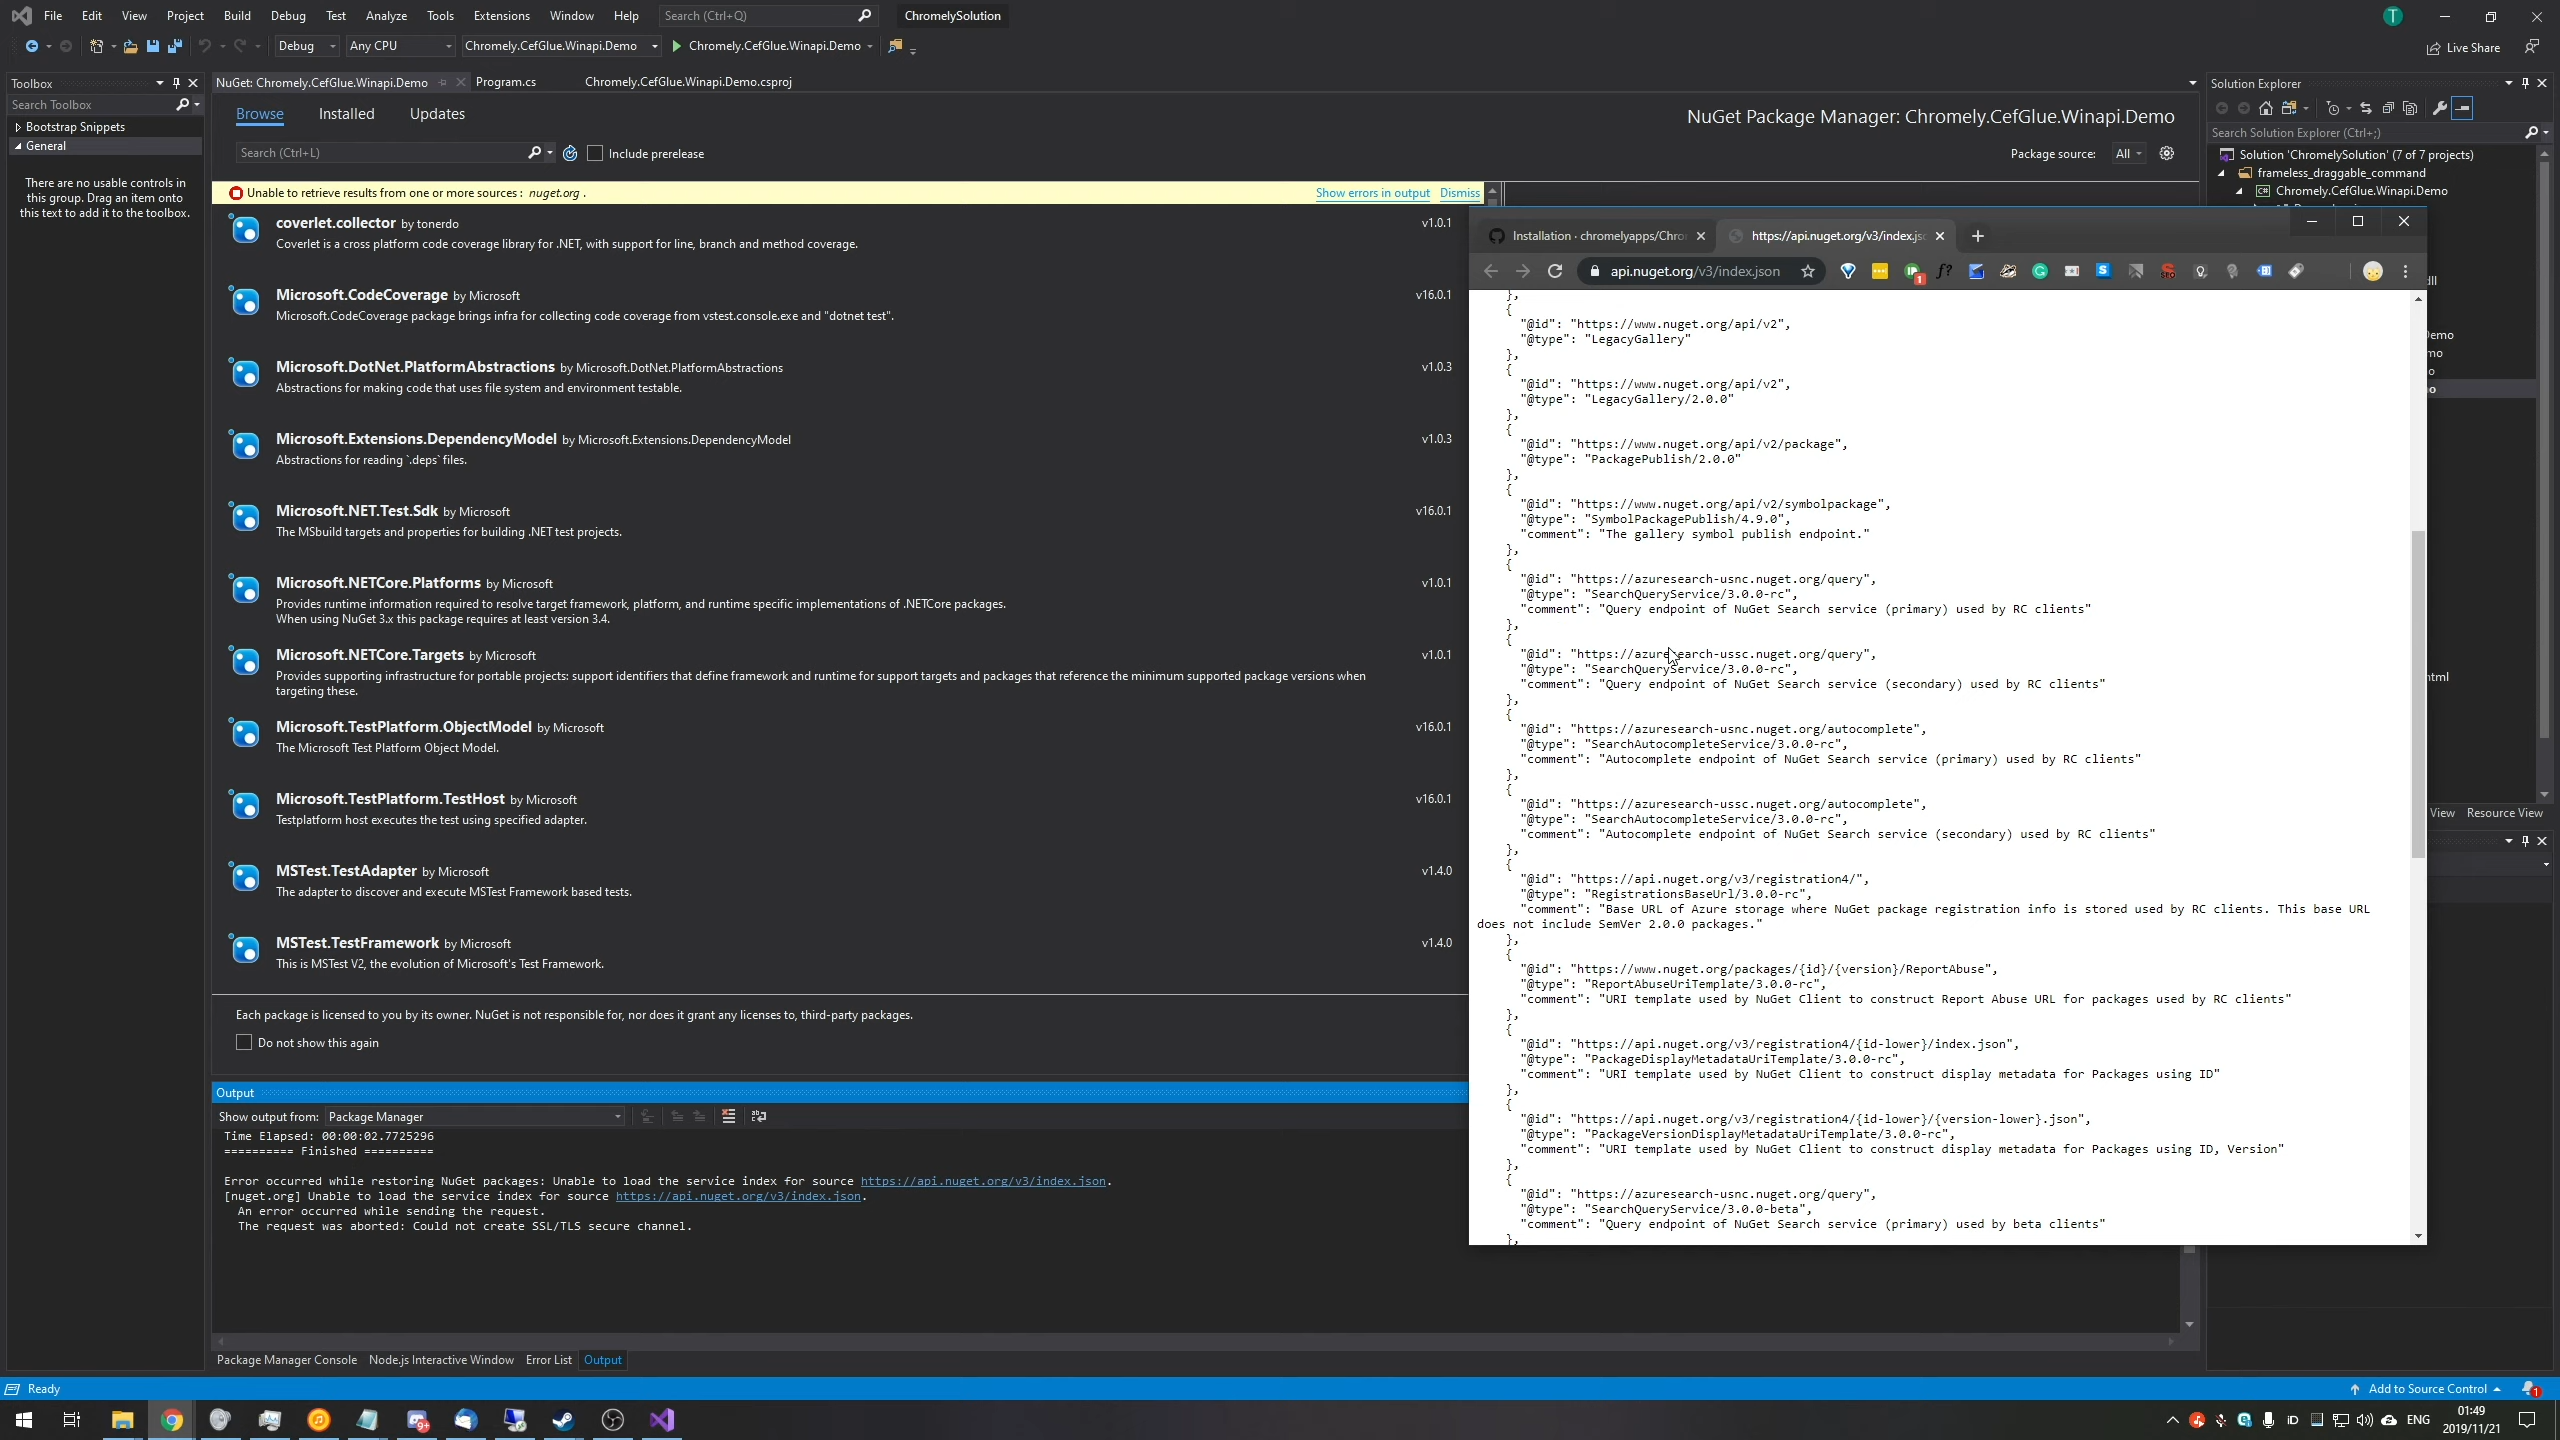 File Edit View Project Build Debug Test Analyze Tools Extensions Window Help Search (Ctrl+Q) ChromelySolution T
Debug Any CPU Chromely.CefGlue.Winapi.Demo Chromely.CefGlue.Winapi.Demo Live Share
Toolbox
Search Toolbox
Bootstrap Snippets
General
There are no usable controls in
this group. Drag an item onto
this text to add it to the toolbox.
NuGet: Chromely.CefGlue.Winapi.Demo Program.cs Chromely.CefGlue.Winapi.Demo.csproj
Browse Installed Updates
NuGet Package Manager: Chromely.CefGlue.Winapi.Demo
Search (Ctrl+L) Include prerelease
Package source: All
Unable to retrieve results from one or more sources : nuget.org .
Show errors in output Dismiss
coverlet.collector by tonerdo v1.0.1
Coverlet is a cross platform code coverage library for .NET, with support for line, branch and method coverage.
Microsoft.CodeCoverage by Microsoft v16.0.1
Microsoft.CodeCoverage package brings infra for collecting code coverage from vstest.console.exe and "dotnet test".
Microsoft.DotNet.PlatformAbstractions by Microsoft.DotNet.PlatformAbstractions v1.0.3
Abstractions for making code that uses file system and environment testable.
Microsoft.Extensions.DependencyModel by Microsoft.Extensions.DependencyModel v1.0.3
Abstractions for reading `.deps` files.
Microsoft.NET.Test.Sdk by Microsoft v16.0.1
The MSbuild targets and properties for building .NET test projects.
Microsoft.NETCore.Platforms by Microsoft v1.0.1
Provides runtime information required to resolve target framework, platform, and runtime specific implementations of .NETCore packages.
When using NuGet 3.x this package requires at least version 3.4.
Microsoft.NETCore.Targets by Microsoft v1.0.1
Provides supporting infrastructure for portable projects: support identifiers that define framework and runtime for support targets and packages that reference the minimum supported package versions when
targeting these.
Microsoft.TestPlatform.ObjectModel by Microsoft v16.0.1
The Microsoft Test Platform Object Model.
Microsoft.TestPlatform.TestHost by Microsoft v16.0.1
Testplatform host executes the test using specified adapter.
MSTest.TestAdapter by Microsoft v1.4.0
The adapter to discover and execute MSTest Framework based tests.
MSTest.TestFramework by Microsoft v1.4.0
This is MSTest V2, the evolution of Microsoft's Test Framework.
Each package is licensed to you by its owner. NuGet is not responsible for, nor does it grant any licenses to, third-party packages.
Do not show this again
Output
Show output from: Package Manager
Time Elapsed: 00:00:02.7725296
========== Finished ==========
Error occurred while restoring NuGet packages: Unable to load the service index for source https://api.nuget.org/v3/index.json.
[nuget.org] Unable to load the service index for source https://api.nuget.org/v3/index.json.
An error occurred while sending the request.
The request was aborted: Could not create SSL/TLS secure channel.
Package Manager Console Node.js Interactive Window Error List Output
Solution Explorer
Search Solution Explorer (Ctrl+;)
Solution 'ChromelySolution' (7 of 7 projects)
frameless_draggable_command
C# Chromely.CefGlue.Winapi.Demo
View Resource View
Installation · chromelyapps/Chro https://api.nuget.org/v3/index.js
api.nuget.org/v3/index.json
},
{
"@id": "https://www.nuget.org/api/v2",
"@type": "LegacyGallery"
},
{
"@id": "https://www.nuget.org/api/v2",
"@type": "LegacyGallery/2.0.0"
},
{
"@id": "https://www.nuget.org/api/v2/package",
"@type": "PackagePublish/2.0.0"
},
{
"@id": "https://www.nuget.org/api/v2/symbolpackage",
"@type": "SymbolPackagePublish/4.9.0",
"comment": "The gallery symbol publish endpoint."
},
{
"@id": "https://azuresearch-usnc.nuget.org/query",
"@type": "SearchQueryService/3.0.0-rc",
"comment": "Query endpoint of NuGet Search service (primary) used by RC clients"
},
{
"@id": "https://azuresearch-ussc.nuget.org/query",
"@type": "SearchQueryService/3.0.0-rc",
"comment": "Query endpoint of NuGet Search service (secondary) used by RC clients"
},
{
"@id": "https://azuresearch-usnc.nuget.org/autocomplete",
"@type": "SearchAutocompleteService/3.0.0-rc",
"comment": "Autocomplete endpoint of NuGet Search service (primary) used by RC clients"
},
{
"@id": "https://azuresearch-ussc.nuget.org/autocomplete",
"@type": "SearchAutocompleteService/3.0.0-rc",
"comment": "Autocomplete endpoint of NuGet Search service (secondary) used by RC clients"
},
{
"@id": "https://api.nuget.org/v3/registration4/",
"@type": "RegistrationsBaseUrl/3.0.0-rc",
"comment": "Base URL of Azure storage where NuGet package registration info is stored used by RC clients. This base URL
does not include SemVer 2.0.0 packages."
},
{
"@id": "https://www.nuget.org/packages/{id}/{version}/ReportAbuse",
"@type": "ReportAbuseUriTemplate/3.0.0-rc",
"comment": "URI template used by NuGet Client to construct Report Abuse URL for packages used by RC clients"
},
{
"@id": "https://api.nuget.org/v3/registration4/{id-lower}/index.json",
"@type": "PackageDisplayMetadataUriTemplate/3.0.0-rc",
"comment": "URI template used by NuGet Client to construct display metadata for Packages using ID"
},
{
"@id": "https://api.nuget.org/v3/registration4/{id-lower}/{version-lower}.json",
"@type": "PackageVersionDisplayMetadataUriTemplate/3.0.0-rc",
"comment": "URI template used by NuGet Client to construct display metadata for Packages using ID, Version"
},
{
"@id": "https://azuresearch-usnc.nuget.org/query",
"@type": "SearchQueryService/3.0.0-beta",
"comment": "Query endpoint of NuGet Search service (primary) used by beta clients"
},
Ready Add to Source Control 1
ENG 01:49
2019/11/21